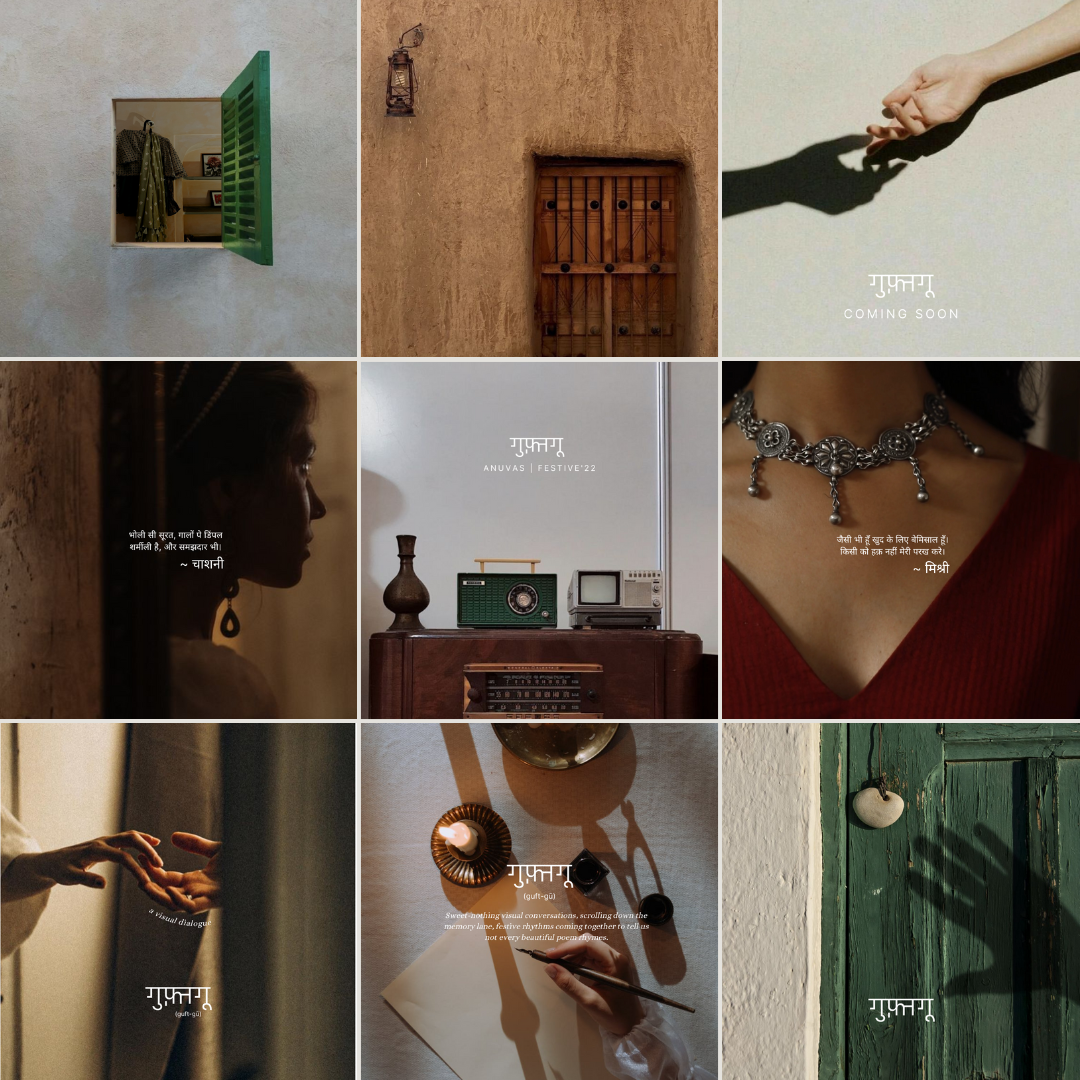 गुफ़्तगू
COMING SOON
भोली सी सूरत, गालों पे डिंपल
शर्मीली है, और समझदार भी।
~ चाशनी
गुफ़्तगू
ANUVAS | FESTIVE'22
जैसी भी हूँ खुद के लिए बेमिसाल हूँ।
किसी को हक़ नहीं मेरी परख करे।
~ मिश्री
a visual dialogue
गुफ़्तगू
(guft-gū)
गुफ़्तगू
(guft-gū)
Sweet-nothing visual conversations, scrolling down the
memory lane, festive rhythms coming together to tell us
not every beautiful poem rhymes.
गुफ़्तगू